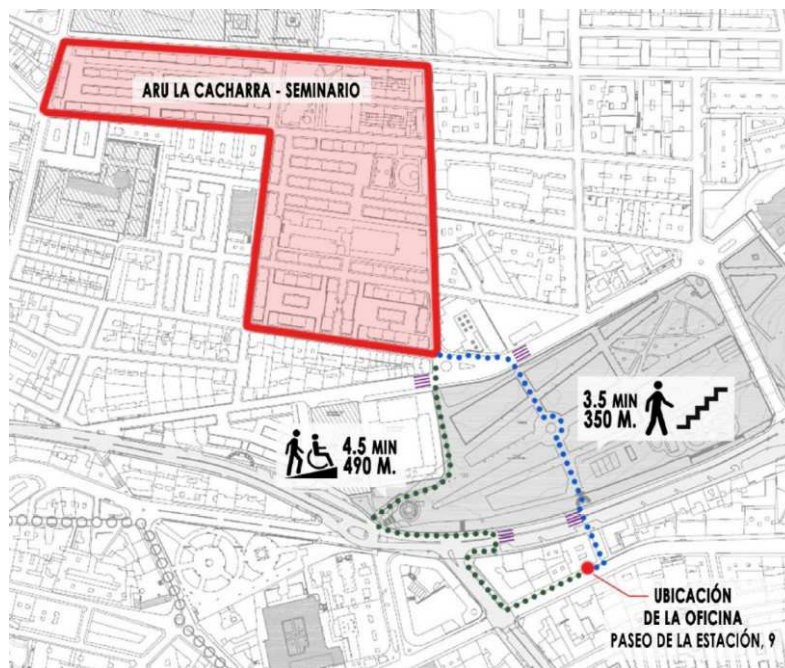 ARU LA CACHARRA - SEMINARIO
3.5 MIN
350 M.
4.5 MIN
490 M.
UBICACIÓN
DE LA OFICINA
PASEO DE LA ESTACIÓN, 9